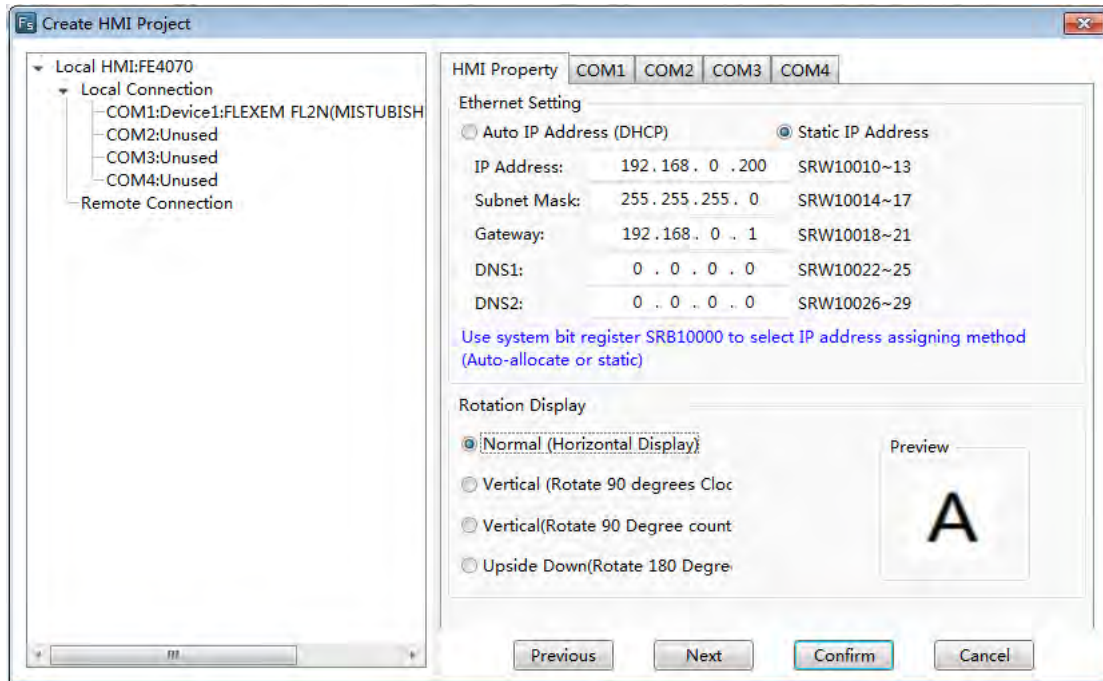 Fs Create HMI Project
Local HMI:FE4070
Local Connection
COM1:Device1:FLEXEM FL2N(MISTUBISH
COM2:Unused
COM3:Unused
COM4:Unused
Remote Connection
HMI Property COM1 COM2 COM3 COM4
Ethernet Setting
Auto IP Address (DHCP) Static IP Address
IP Address: 192.168. 0 .200 SRW10010~13
Subnet Mask: 255.255.255. 0 SRW10014~17
Gateway: 192.168. 0 . 1 SRW10018~21
DNS1: 0 . 0 . 0 . 0 SRW10022~25
DNS2: 0 . 0 . 0 . 0 SRW10026~29
Use system bit register SRB10000 to select IP address assigning method
(Auto-allocate or static)
Rotation Display
Normal (Horizontal Display)
Vertical (Rotate 90 degrees Cloc
Vertical(Rotate 90 Degree count
Upside Down(Rotate 180 Degre
Preview
A
Previous Next Confirm Cancel